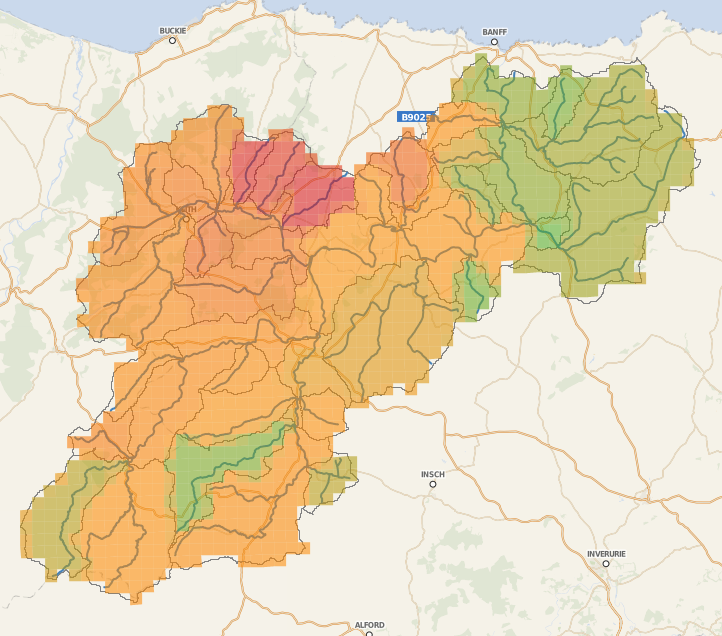 BUCKIE
BANFF
B9025
INSCH
INVERURIE
ALFORD